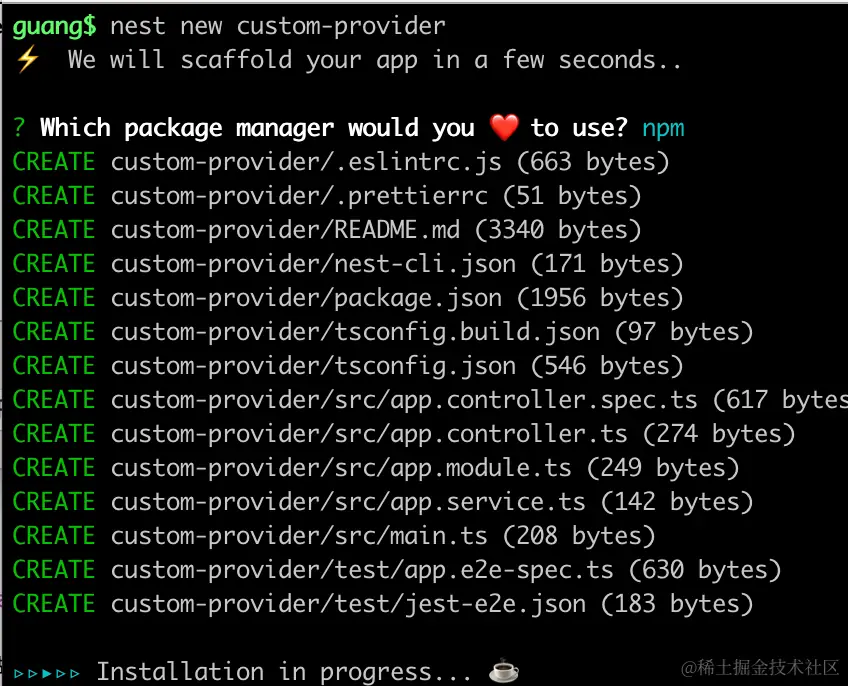 guang$ nest new custom-provider
⚡ We will scaffold your app in a few seconds..
? Which package manager would you ❤️ to use? npm
CREATE custom-provider/.eslintrc.js (663 bytes)
CREATE custom-provider/.prettierrc (51 bytes)
CREATE custom-provider/README.md (3340 bytes)
CREATE custom-provider/nest-cli.json (171 bytes)
CREATE custom-provider/package.json (1956 bytes)
CREATE custom-provider/tsconfig.build.json (97 bytes)
CREATE custom-provider/tsconfig.json (546 bytes)
CREATE custom-provider/src/app.controller.spec.ts (617 bytes
CREATE custom-provider/src/app.controller.ts (274 bytes)
CREATE custom-provider/src/app.module.ts (249 bytes)
CREATE custom-provider/src/app.service.ts (142 bytes)
CREATE custom-provider/src/main.ts (208 bytes)
CREATE custom-provider/test/app.e2e-spec.ts (630 bytes)
CREATE custom-provider/test/jest-e2e.json (183 bytes)
▹▹▸▹▹ Installation in progress... ☕
@稀土掘金技术社区